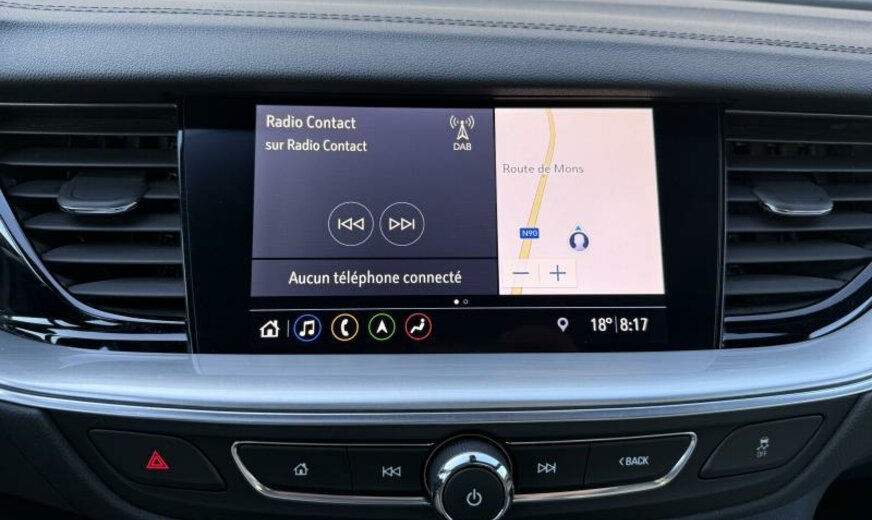 Radio Contact
sur Radio Contact
DAB
Route de Mons
N90
Aucun téléphone connecté
18° 8:17
BACK
OFF